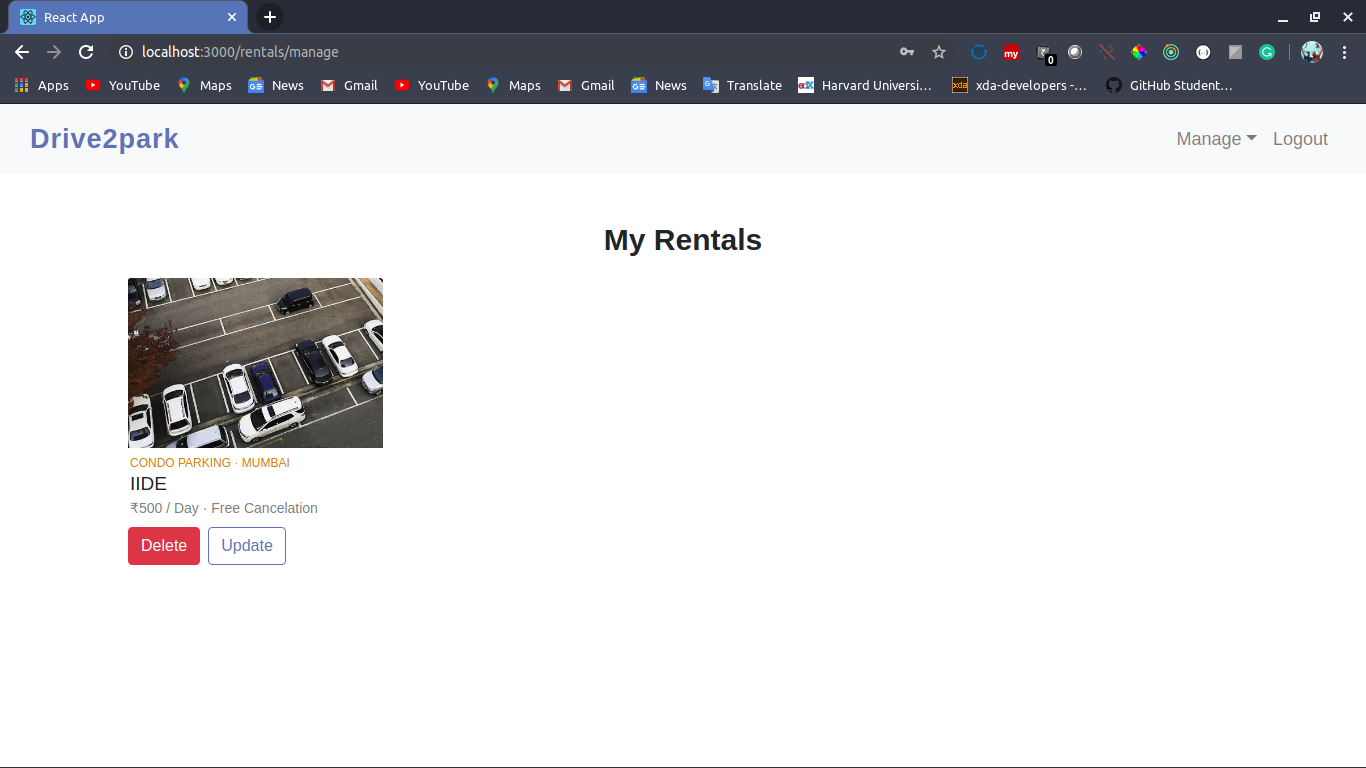 React App
localhost:3000/rentals/manage
my
0
Apps YouTube Maps News Gmail YouTube Maps Gmail News Translate edX Harvard Universi… xda xda-developers -… GitHub Student…
Drive2park Manage Logout
My Rentals
CONDO PARKING · MUMBAI
IIDE
₹500 / Day · Free Cancelation
Delete Update